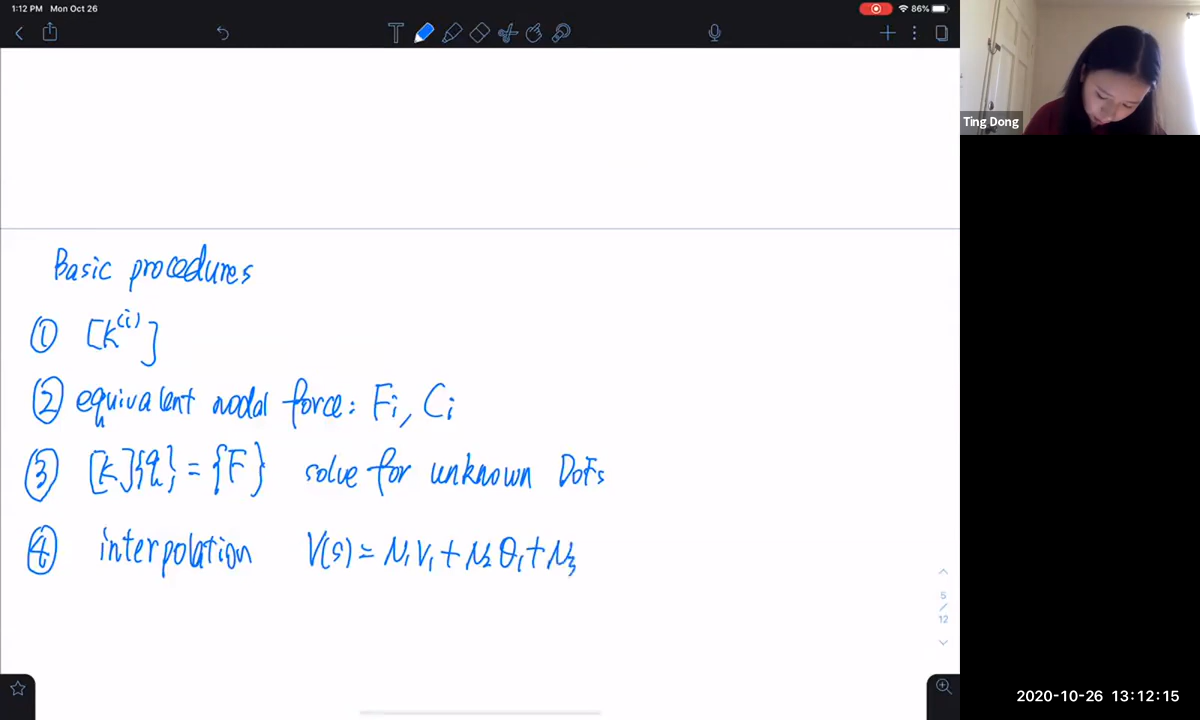 1:12 PM Mon Oct 26
86%
T
Ting Dong
Basic procedures
① [K^(i)]
② equivalent nodal force: Fi, Ci
③ [K]{q} = {F} solve for unknown DoFs
④ interpolation V(s) = N₁V₁ + N₂θ₁ + N₃
5
/
12
2020-10-26 13:12:15